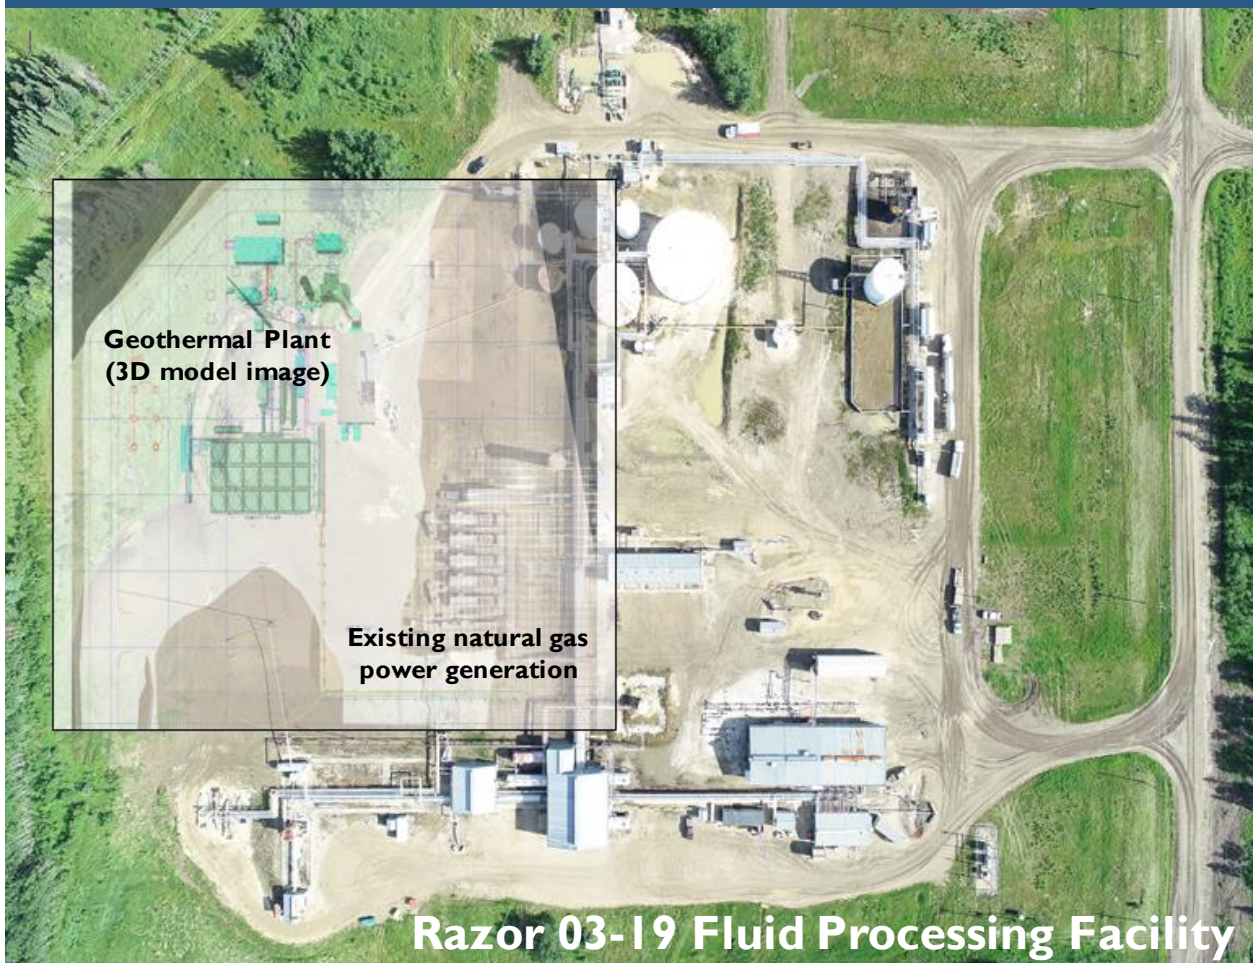 Geothermal Plant
(3D model image)
Existing natural gas
power generation
Razor 03-19 Fluid Processing Facility